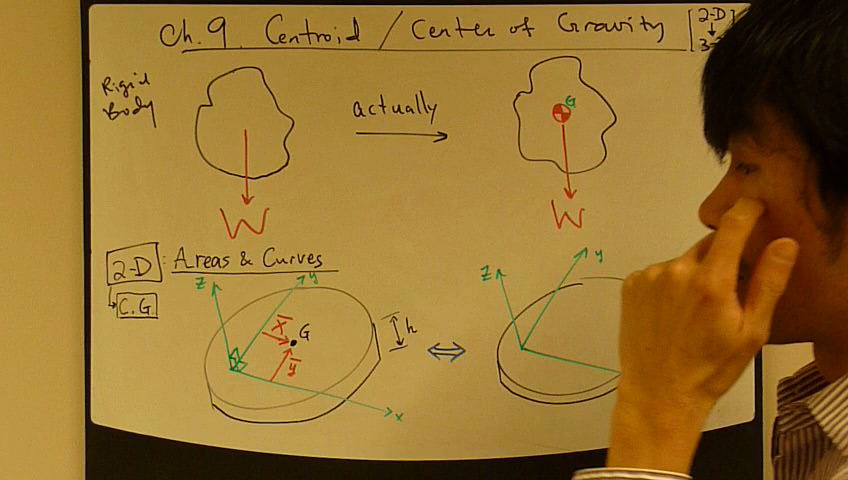 Ch. 9 Centroid / Center of Gravity
2-D
Rigid
Body
actually
G
W
W
2-D : Areas & Curves
C.G.
z
y
x̄
G
ȳ
h
x
z
y